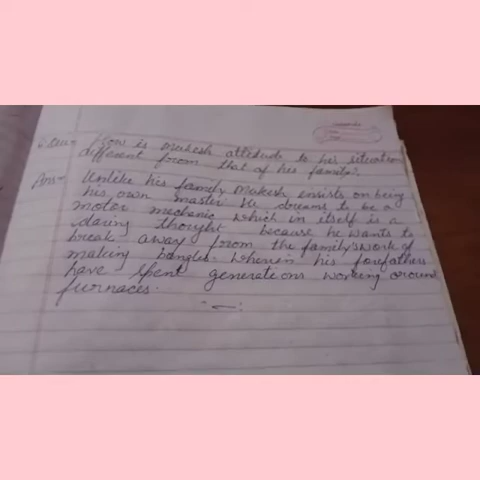 How is mukesh attitude to his situation
different from that of his family?
Ans- Unlike his family Mukesh insists on being
his own master. He dreams to be a
motor mechanic which in itself is a
daring thought because he wants to
break away from the family's work of
making bangles wherein his forefathers
have spent generations working around
furnaces.